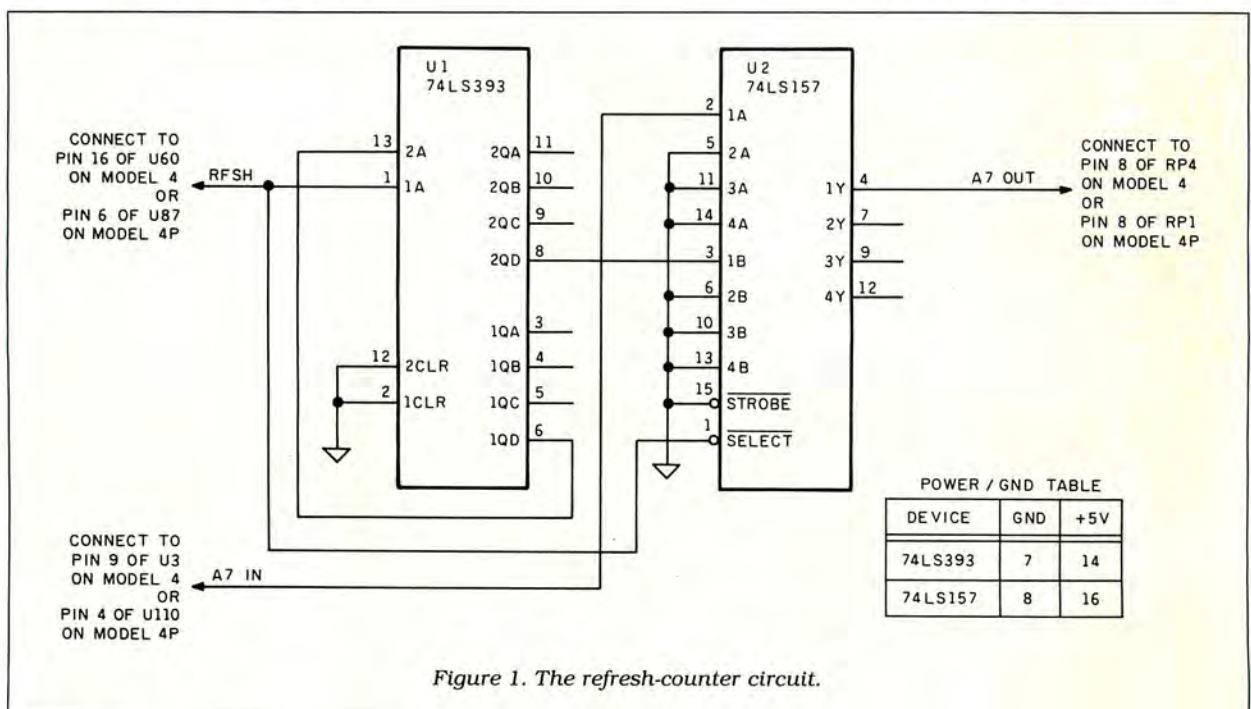 U1
74LS393
13
2A
1
1A
2QA
11
2QB
10
2QC
9
2QD
8
1QA
3
1QB
4
12
2CLR
1QC
5
2
1CLR
1QD
6
CONNECT TO
PIN 16 OF U60
ON MODEL 4
OR
PIN 6 OF U87
ON MODEL 4P
RFSH
U2
74LS157
2
1A
5
2A
11
3A
14
4A
3
1B
6
2B
10
3B
13
4B
15
STROBE
1
SELECT
1Y
4
2Y
7
3Y
9
4Y
12
A7 OUT
CONNECT TO
PIN 8 OF RP4
ON MODEL 4
OR
PIN 8 OF RP1
ON MODEL 4P
CONNECT TO
PIN 9 OF U3
ON MODEL 4
OR
PIN 4 OF U110
ON MODEL 4P
A7 IN
POWER / GND TABLE
DEVICE GND +5V
74LS393 7 14
74LS157 8 16
Figure 1. The refresh-counter circuit.